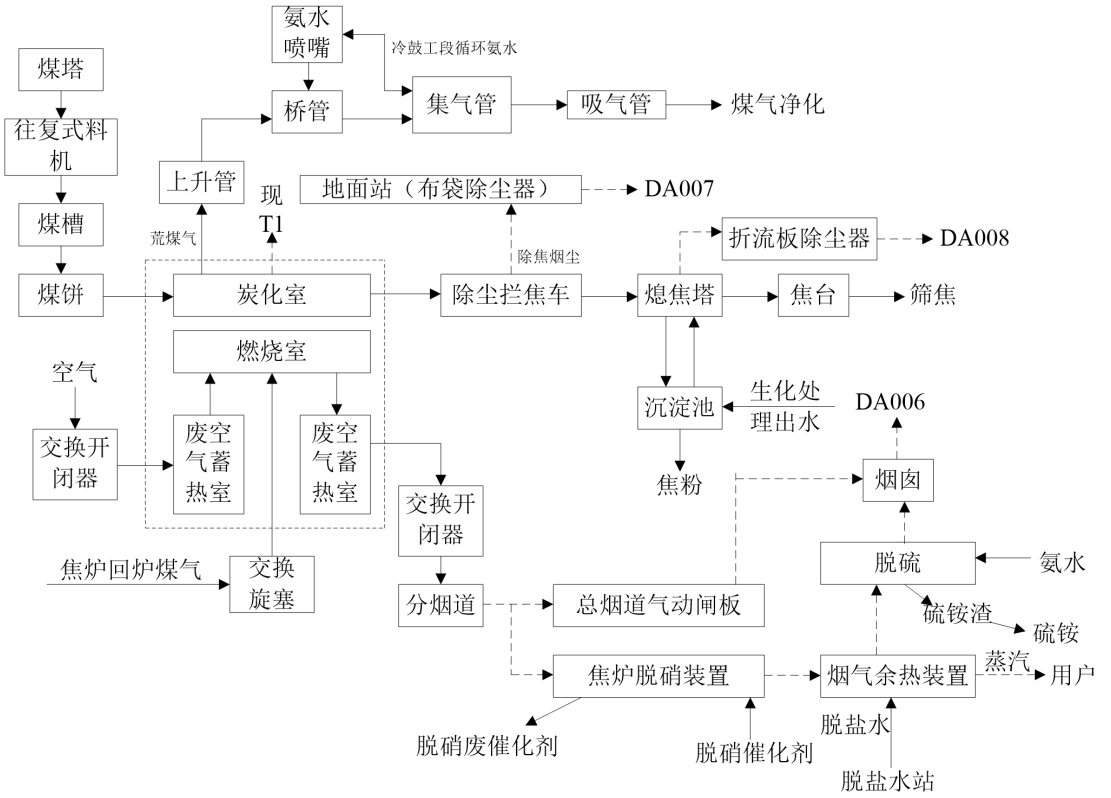 氨水
喷嘴
冷鼓工段循环氨水
煤塔
桥管
集气管
吸气管
煤气净化
往复式料
机
上升管
现
T1
地面站（布袋除尘器）
DA007
煤槽
荒煤气
除焦烟尘
折流板除尘器
DA008
煤饼
炭化室
除尘拦焦车
熄焦塔
焦台
筛焦
燃烧室
空气
沉淀池
生化处
理出水
DA006
交换开
闭器
废空
气蓄
热室
废空
气蓄
热室
焦粉
烟囱
交换开
闭器
焦炉回炉煤气
交换
旋塞
脱硫
氨水
分烟道
总烟道气动闸板
硫铵渣
硫铵
焦炉脱硝装置
烟气余热装置
蒸汽
用户
脱硝废催化剂
脱硝催化剂
脱盐水
脱盐水站